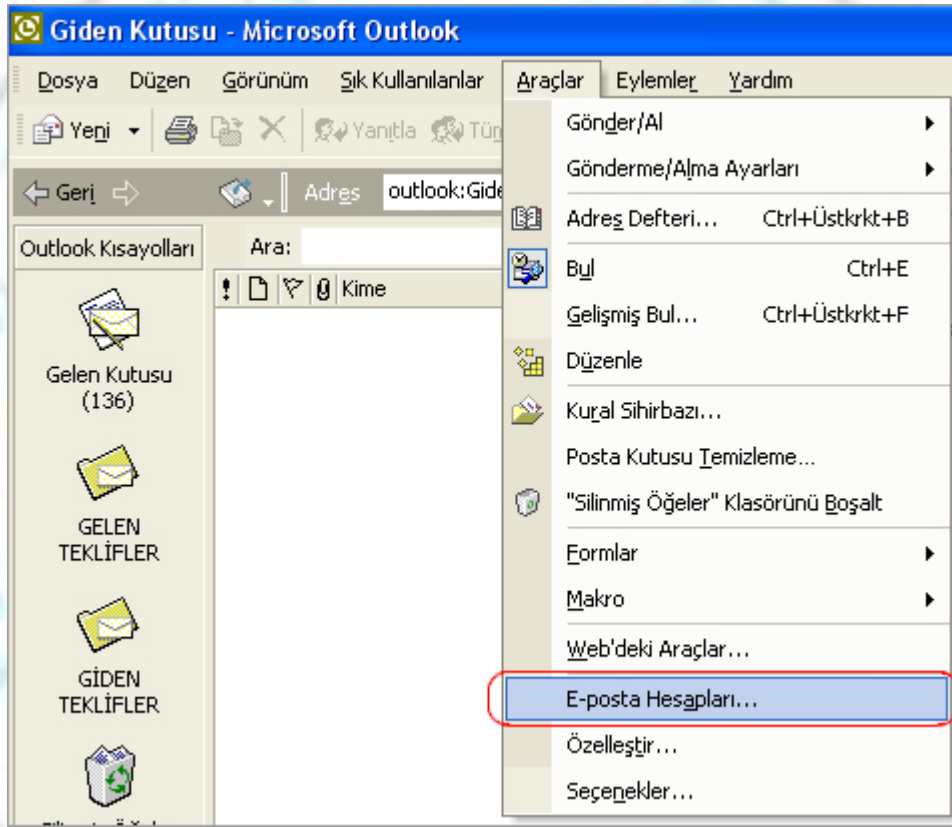 Giden Kutusu - Microsoft Outlook
Dosya Düzen Görünüm Sık Kullanılanlar Araçlar Eylemler Yardım
Yeni Yanıtla
Geri Adres outlook:Gide
Outlook Kısayolları
Ara:
Kime
Gelen Kutusu
(136)
GELEN
TEKLİFLER
GİDEN
TEKLİFLER
Gönder/Al
Gönderme/Alma Ayarları
Adres Defteri... Ctrl+Üstkrkt+B
Bul Ctrl+E
Gelişmiş Bul... Ctrl+Üstkrkt+F
Düzenle
Kural Sihirbazı...
Posta Kutusu Temizleme...
"Silinmiş Öğeler" Klasörünü Boşalt
Formlar
Makro
Web'deki Araçlar...
E-posta Hesapları...
Özelleştir...
Seçenekler...